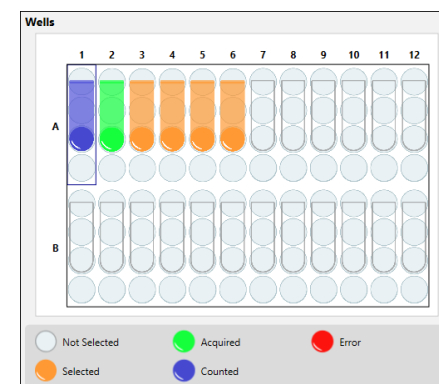 Wells
1 2 3 4 5 6 7 8 9 10 11 12
A
B
Not Selected Acquired Error
Selected Counted